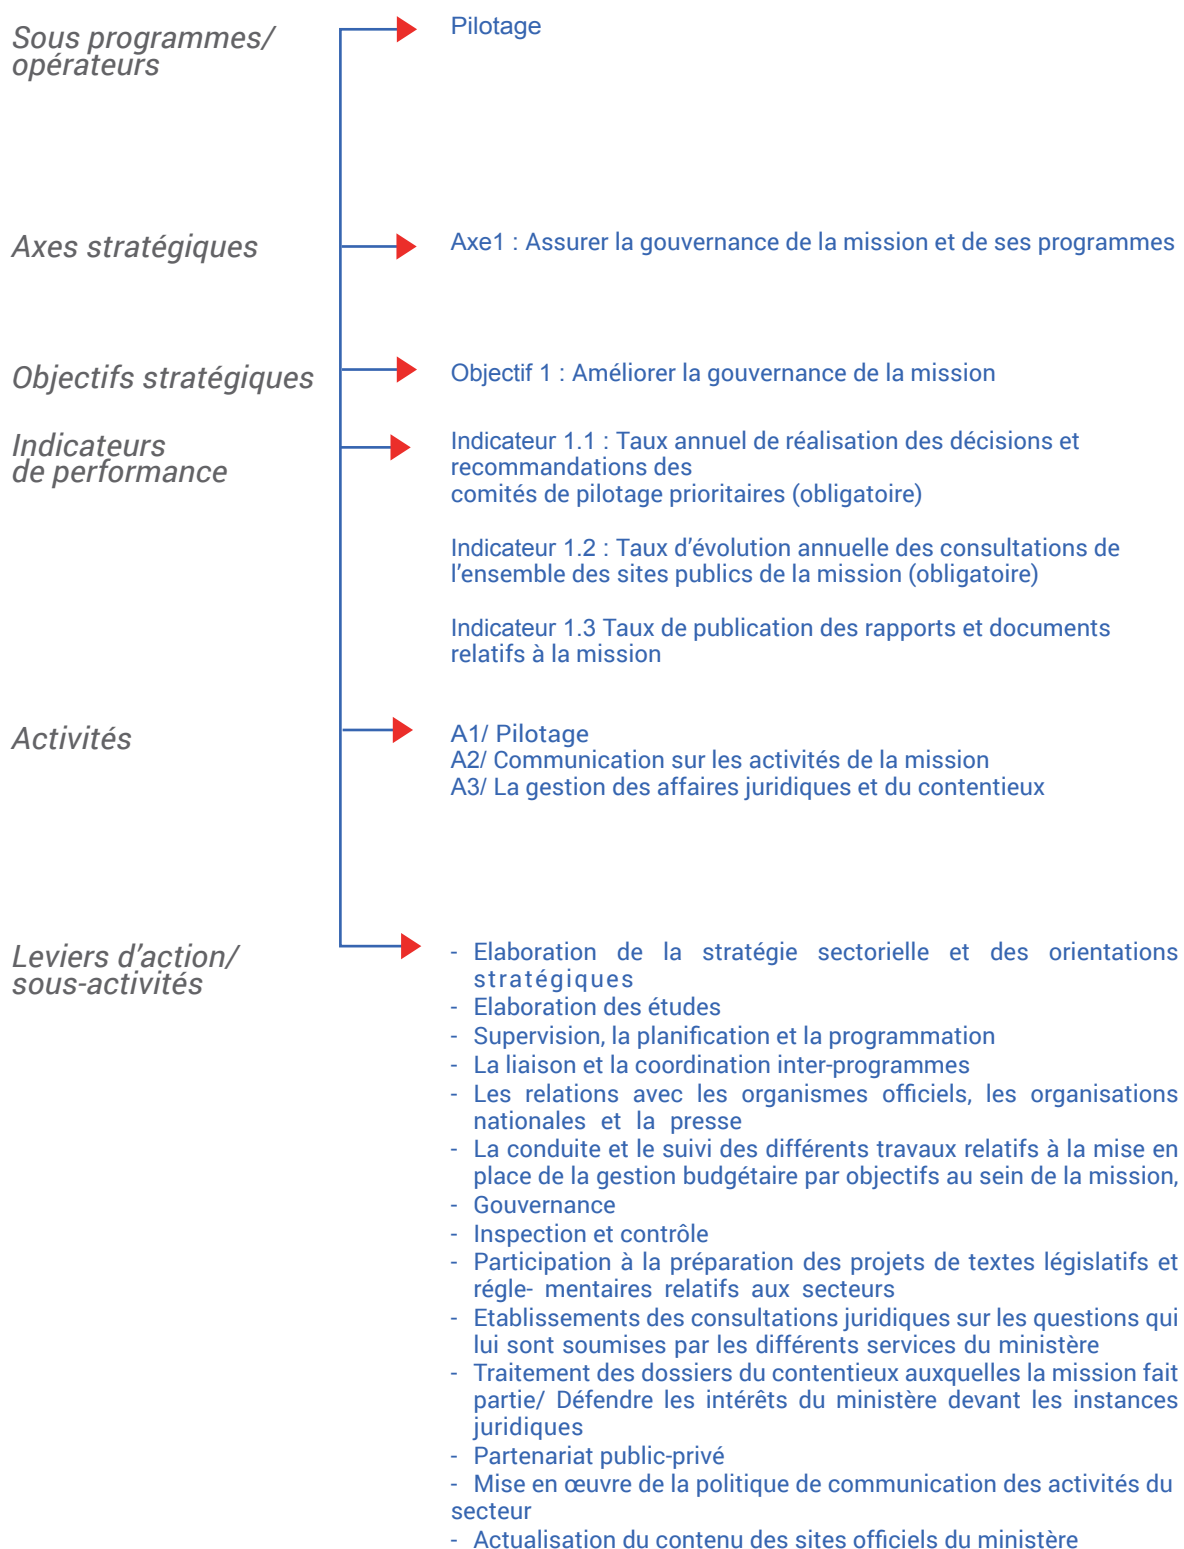 Sous programmes/
opérateurs
Pilotage
Axes stratégiques
Axe1 : Assurer la gouvernance de la mission et de ses programmes
Objectifs stratégiques
Objectif 1 : Améliorer la gouvernance de la mission
Indicateurs
de performance
Indicateur 1.1 : Taux annuel de réalisation des décisions et
recommandations des
comités de pilotage prioritaires (obligatoire)
Indicateur 1.2 : Taux d’évolution annuelle des consultations de
l’ensemble des sites publics de la mission (obligatoire)
Indicateur 1.3 Taux de publication des rapports et documents
relatifs à la mission
Activités
A1/ Pilotage
A2/ Communication sur les activités de la mission
A3/ La gestion des affaires juridiques et du contentieux
Leviers d’action/
sous-activités
- Elaboration de la stratégie sectorielle et des orientations
stratégiques
- Elaboration des études
- Supervision, la planification et la programmation
- La liaison et la coordination inter-programmes
- Les relations avec les organismes officiels, les organisations
nationales et la presse
- La conduite et le suivi des différents travaux relatifs à la mise en
place de la gestion budgétaire par objectifs au sein de la mission,
- Gouvernance
- Inspection et contrôle
- Participation à la préparation des projets de textes législatifs et
régle- mentaires relatifs aux secteurs
- Etablissements des consultations juridiques sur les questions qui
lui sont soumises par les différents services du ministère
- Traitement des dossiers du contentieux auxquelles la mission fait
partie/ Défendre les intérêts du ministère devant les instances
juridiques
- Partenariat public-privé
- Mise en œuvre de la politique de communication des activités du
secteur
- Actualisation du contenu des sites officiels du ministère